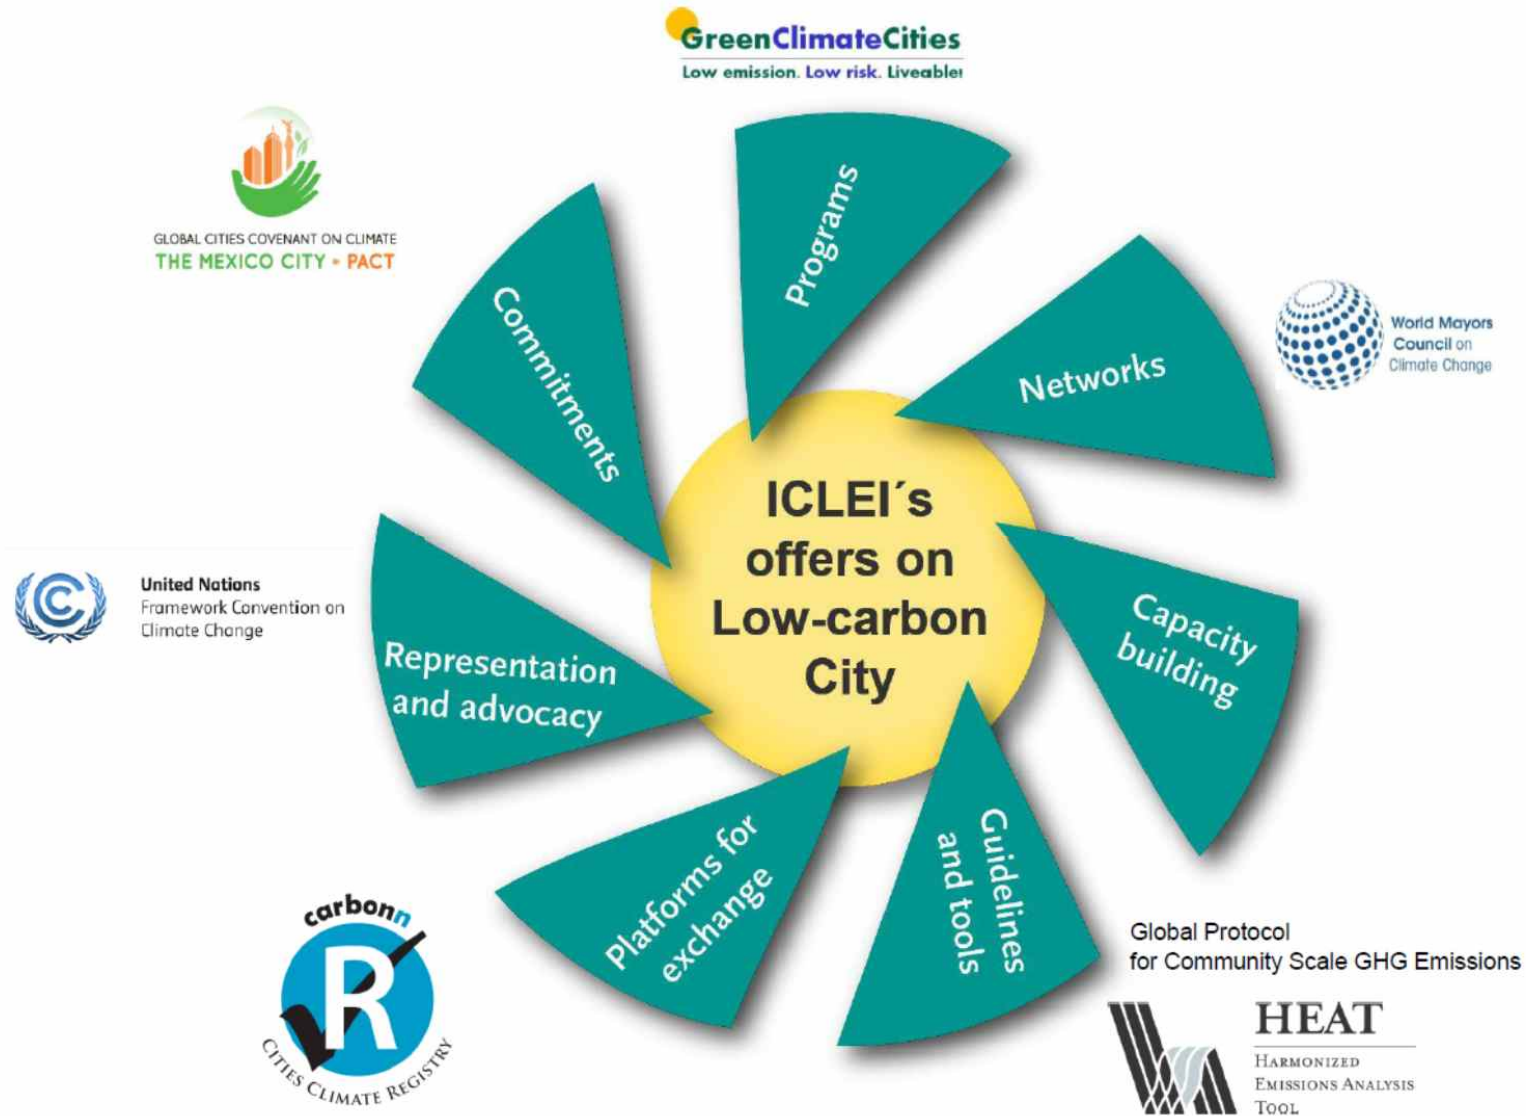 GreenClimateCities
Low emission. Low risk. Liveable!
GLOBAL CITIES COVENANT ON CLIMATE
THE MEXICO CITY - PACT
Programs
Commitments
Networks
World Mayors
Council on
Climate Change
ICLEI´s
offers on
Low-carbon
City
United Nations
Framework Convention on
Climate Change
Representation
and advocacy
Capacity
building
Platforms for
exchange
Guidelines
and tools
carbonn
R
CITIES CLIMATE REGISTRY
Global Protocol
for Community Scale GHG Emissions
HEAT
HARMONIZED
EMISSIONS ANALYSIS
TOOL